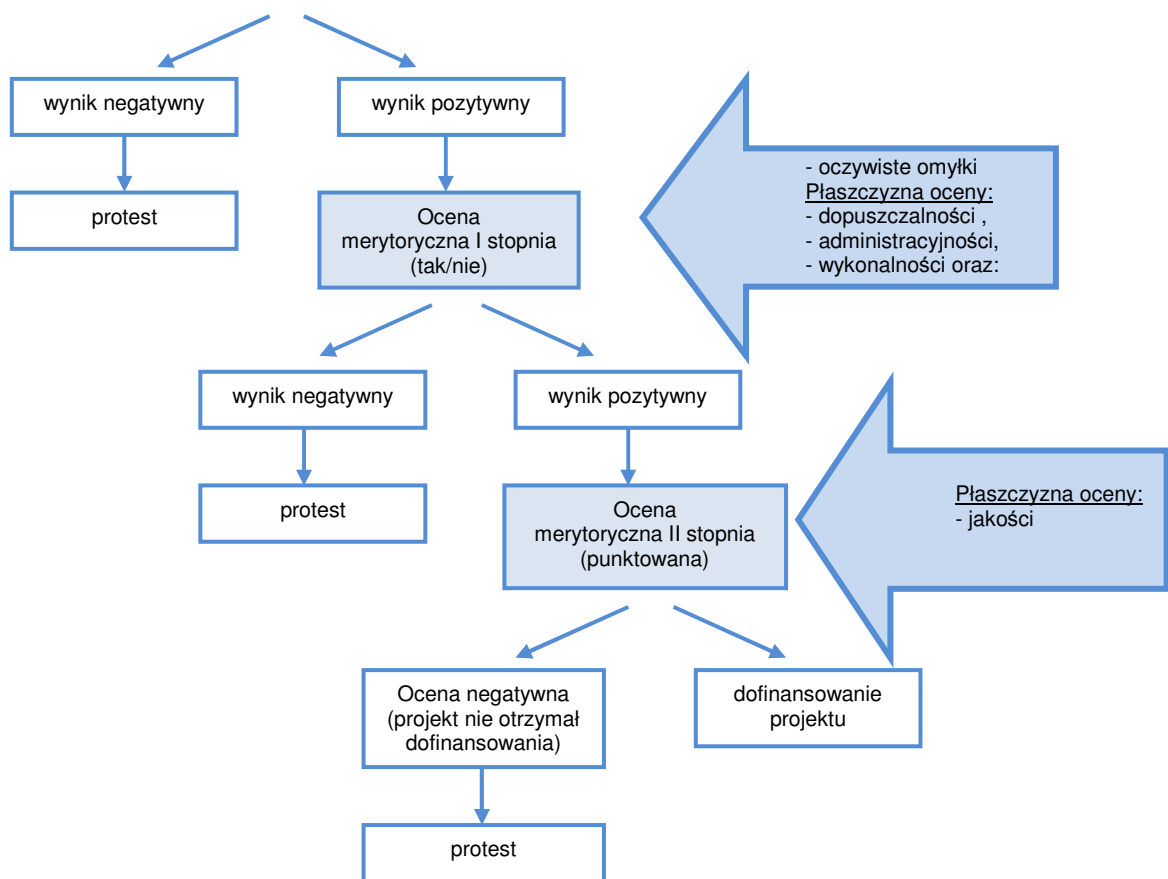 wynik negatywny
wynik pozytywny
protest
Ocena
merytoryczna I stopnia
(tak/nie)
- oczywiste omyłki
Płaszczyzna oceny:
- dopuszczalności ,
- administracyjności,
- wykonalności oraz:
wynik negatywny
wynik pozytywny
protest
Ocena
merytoryczna II stopnia
(punktowana)
Płaszczyzna oceny:
- jakości
Ocena negatywna
(projekt nie otrzymał
dofinansowania)
dofinansowanie
projektu
protest